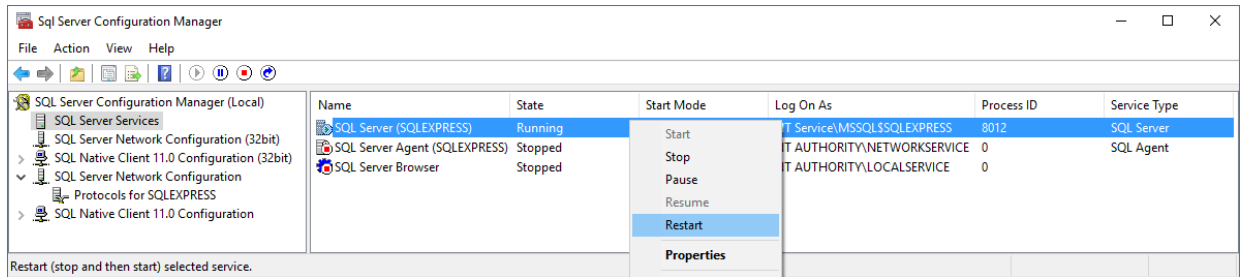 Sql Server Configuration Manager
File Action View Help
SQL Server Configuration Manager (Local)
SQL Server Services
SQL Server Network Configuration (32bit)
SQL Native Client 11.0 Configuration (32bit)
SQL Server Network Configuration
Protocols for SQLEXPRESS
SQL Native Client 11.0 Configuration
Name State Start Mode Log On As Process ID Service Type
SQL Server (SQLEXPRESS) Running T Service\MSSQL$SQLEXPRESS 8012 SQL Server
SQL Server Agent (SQLEXPRESS) Stopped IT AUTHORITY\NETWORKSERVICE 0 SQL Agent
SQL Server Browser Stopped IT AUTHORITY\LOCALSERVICE 0
Start
Stop
Pause
Resume
Restart
Properties
Restart (stop and then start) selected service.